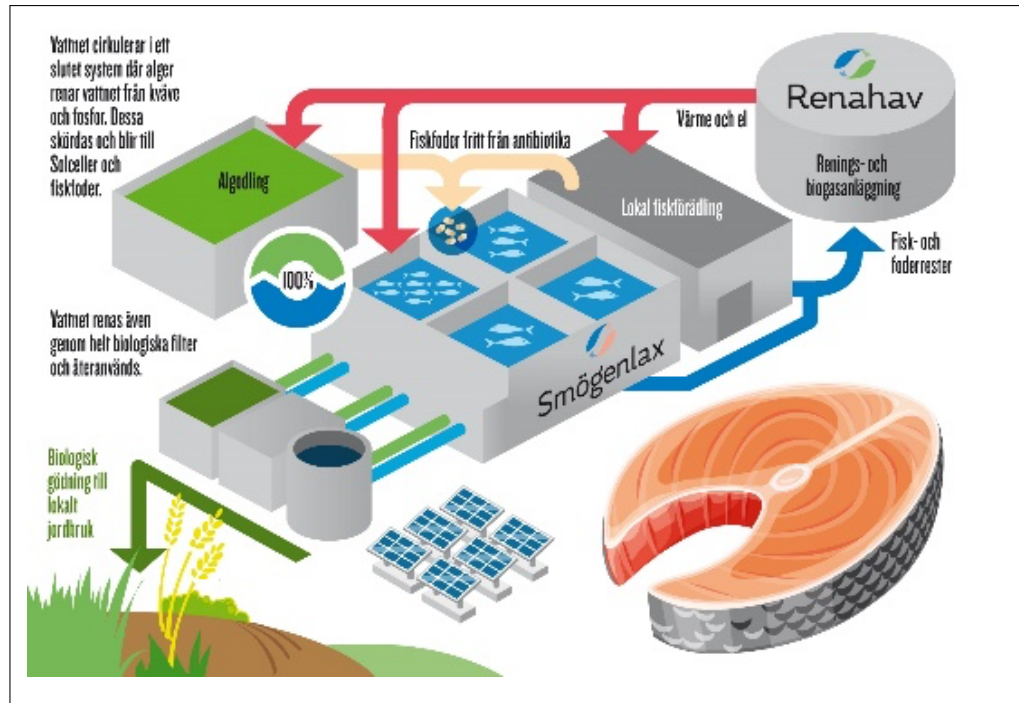 Vattnet cirkulerar i ett
slutet system där alger
renar vattnet från kväve
och fosfor. Dessa
skördas och blir till
Solceller och
fiskfoder.
Renahav
Renings- och
biogasanläggning
Värme och el
Fiskfoder fritt från antibiotika
Algodling
Lokal fiskförädling
Fisk- och
foderrester
100%
Vattnet renas även
genom helt biologiska filter
och återanvänds.
Smögenlax
Biologisk
gödning till
lokalt
jordbruk